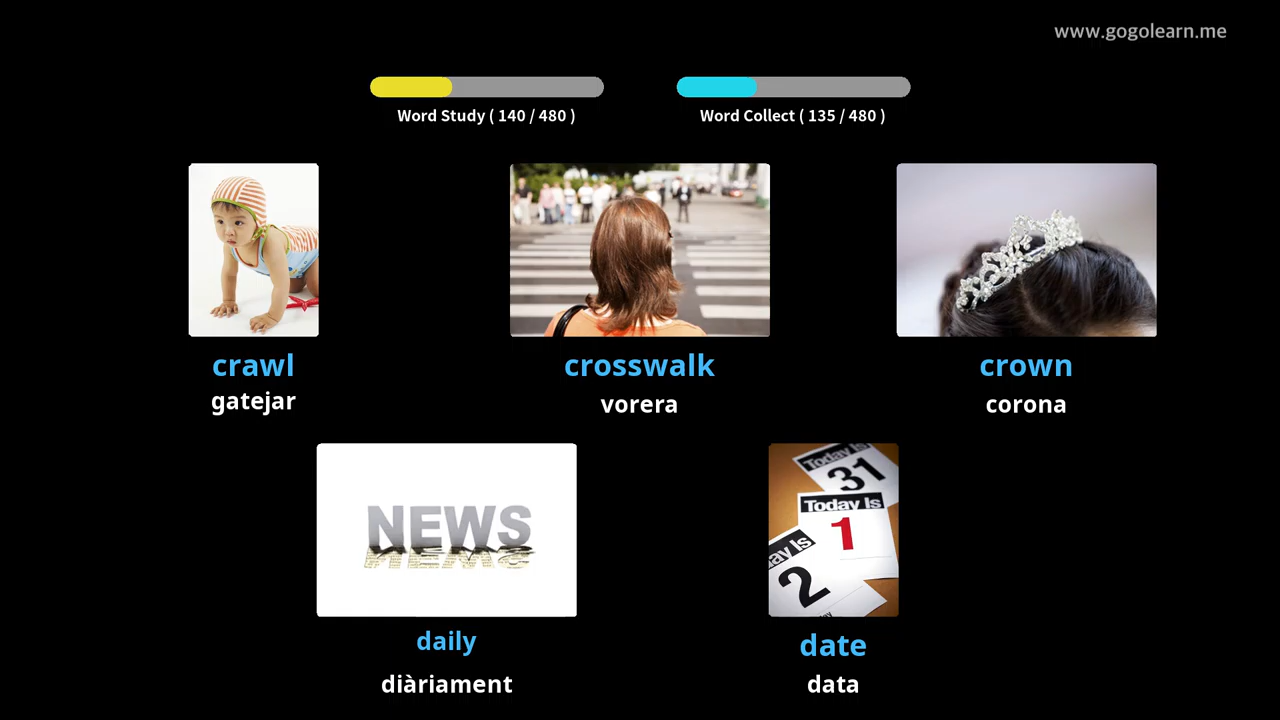 www.gogolearn.me
Word Study ( 140 / 480 )
Word Collect ( 135 / 480 )
crawl
gatejar
crosswalk
vorera
crown
corona
NEWS
daily
diàriament
Today Is
31
Today Is
1
ay Is
2
date
data